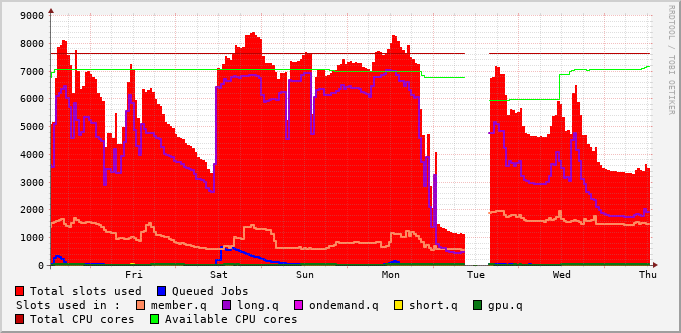 9000
8000
7000
6000
5000
4000
3000
2000
1000
0
Fri Sat Sun Mon Tue Wed Thu
RRDTOOL / TOBI OETIKER
Total slots used Queued Jobs
Slots used in : member.q long.q ondemand.q short.q gpu.q
Total CPU cores Available CPU cores